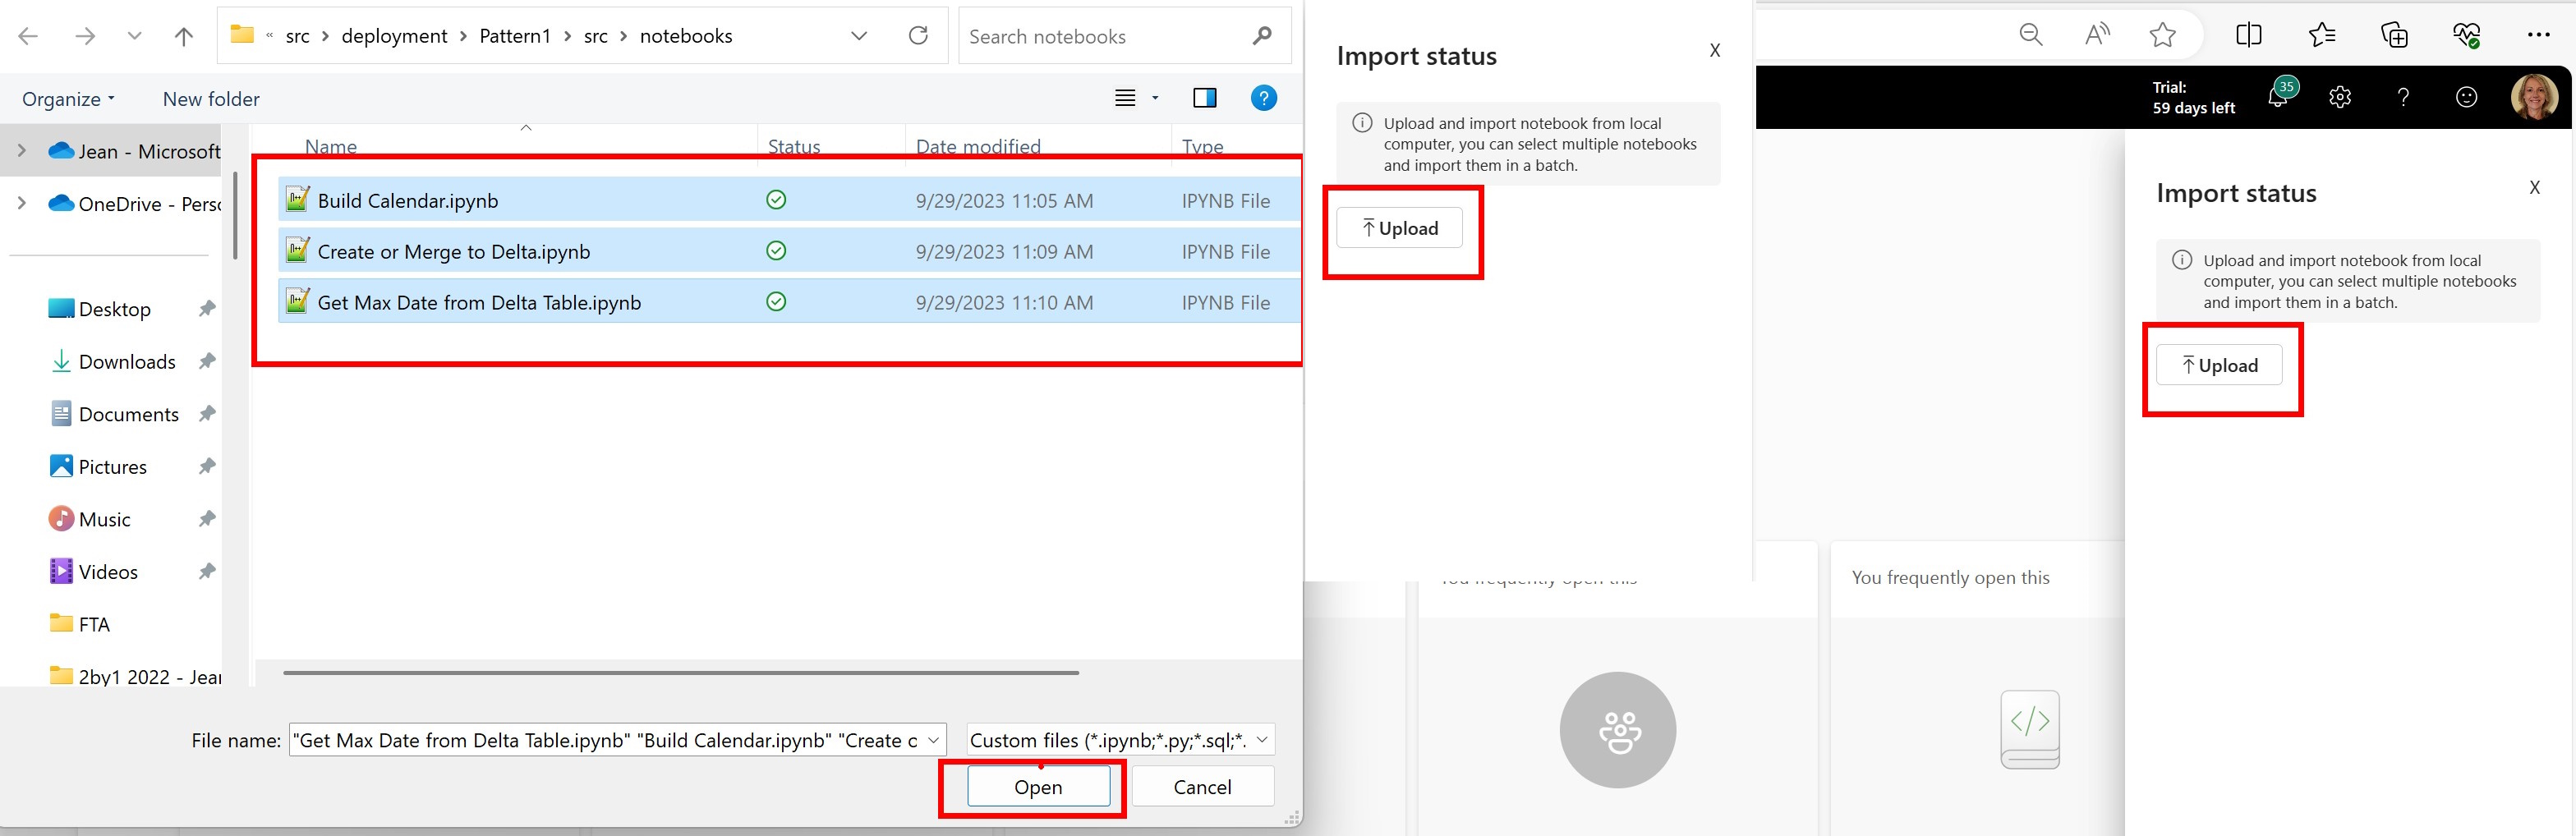 « src > deployment > Pattern1 > src > notebooks
Search notebooks
Organize
New folder
?
Name
Status
Date modified
Type
Jean - Microsoft
OneDrive - Persc
Build Calendar.ipynb
9/29/2023 11:05 AM
IPYNB File
Create or Merge to Delta.ipynb
9/29/2023 11:09 AM
IPYNB File
Get Max Date from Delta Table.ipynb
9/29/2023 11:10 AM
IPYNB File
Desktop
Downloads
Documents
Pictures
Music
Videos
FTA
2by1 2022 - Jean
File name:
"Get Max Date from Delta Table.ipynb" "Build Calendar.ipynb" "Create o
Custom files (*.ipynb;*.py;*.sql;*.
Open
Cancel
Import status
X
Upload and import notebook from local
computer, you can select multiple notebooks
and import them in a batch.
Upload
You frequently open this
You frequently open this
Trial:
59 days left
35
?
Import status
X
Upload and import notebook from local
computer, you can select multiple notebooks
and import them in a batch.
Upload